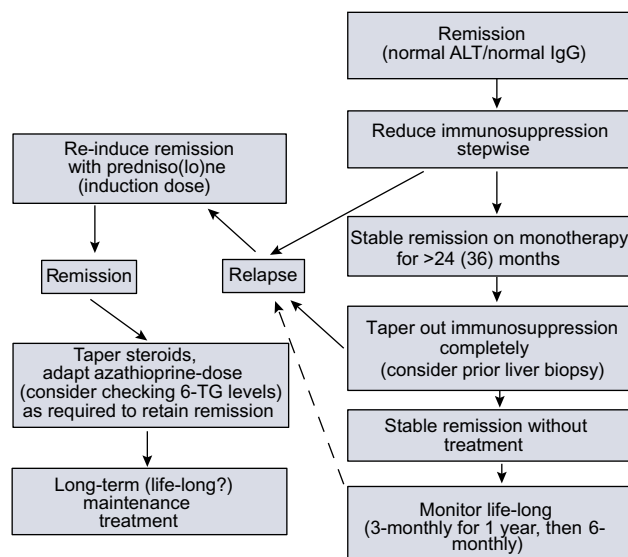 Remission
(normal ALT/normal IgG)
Reduce immunosuppression
stepwise
Re-induce remission
with predniso(lo)ne
(induction dose)
Stable remission on monotherapy
for >24 (36) months
Remission
Relapse
Taper out immunosuppression
completely
(consider prior liver biopsy)
Taper steroids,
adapt azathioprine-dose
(consider checking 6-TG levels)
as required to retain remission
Stable remission without
treatment
Long-term (life-long?)
maintenance
treatment
Monitor life-long
(3-monthly for 1 year, then 6-
monthly)